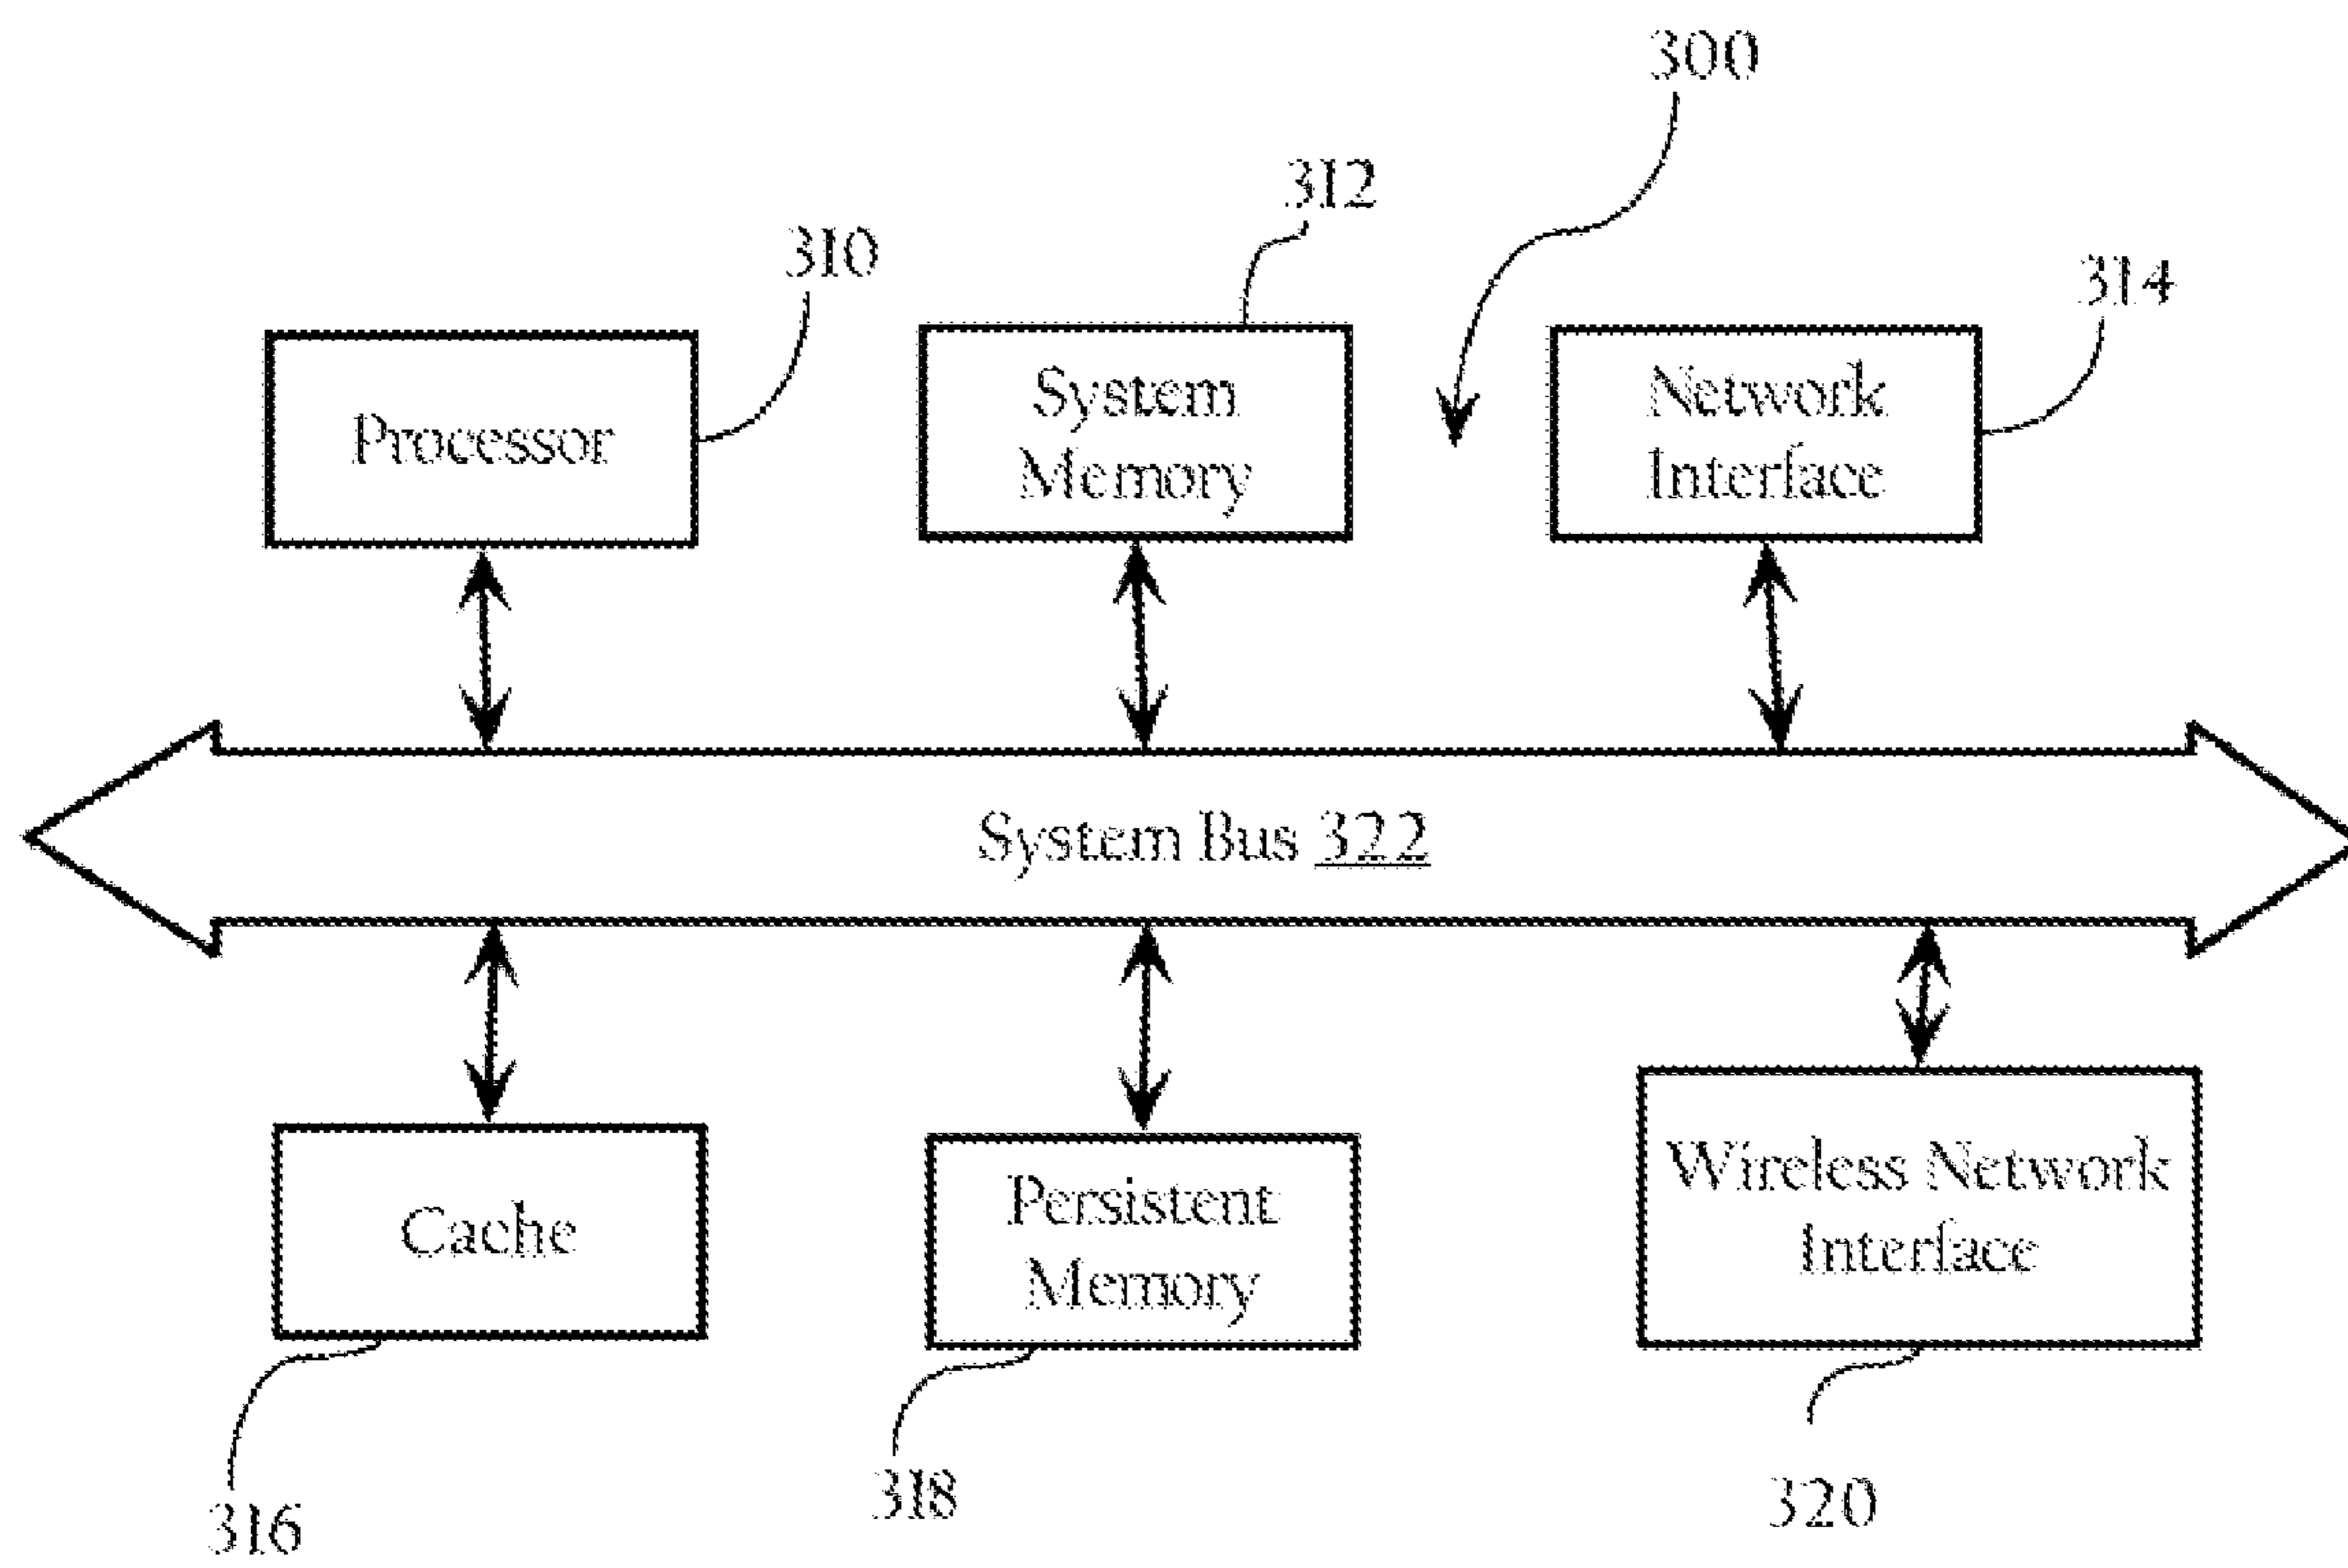 300
312
310
314
Processor
System
Memory
Network
Interface
System Bus 322
Cache
Persistent
Memory
Wireless Network
Interface
316
318
320